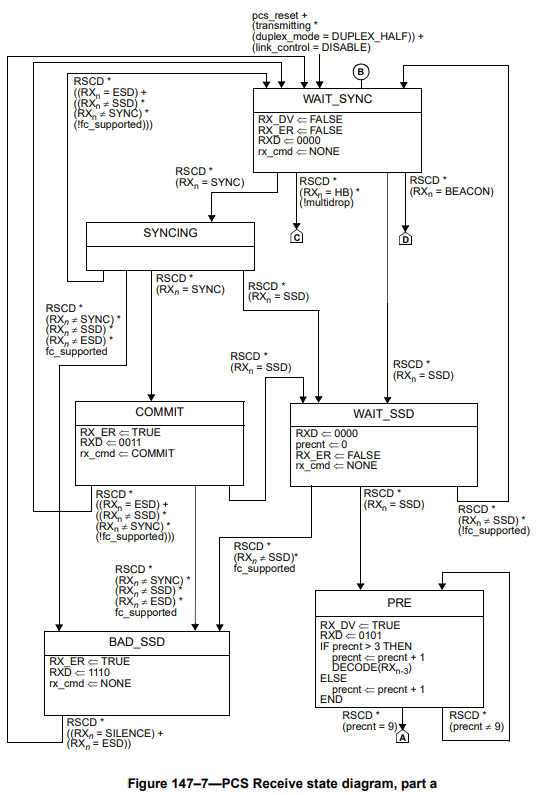 pcs_reset +
(transmitting *
(duplex_mode = DUPLEX_HALF)) +
(link_control = DISABLE)
B
RSCD *
((RXn = ESD) +
((RXn ≠ SSD) *
(RXn ≠ SYNC) *
(!fc_supported)))
WAIT_SYNC
RX_DV ⇐ FALSE
RX_ER ⇐ FALSE
RXD ⇐ 0000
rx_cmd ⇐ NONE
RSCD *
(RXn = SYNC)
RSCD *
(RXn = HB) *
(!multidrop)
RSCD *
(RXn = BEACON)
C
D
SYNCING
RSCD *
(RXn = SYNC)
RSCD *
(RXn = SSD)
RSCD *
(RXn ≠ SYNC) *
(RXn ≠ SSD) *
(RXn ≠ ESD) *
fc_supported
RSCD *
(RXn = SSD)
RSCD *
(RXn = SSD)
COMMIT
RX_ER ⇐ TRUE
RXD ⇐ 0011
rx_cmd ⇐ COMMIT
WAIT_SSD
RXD ⇐ 0000
precnt ⇐ 0
RX_ER ⇐ FALSE
rx_cmd ⇐ NONE
RSCD *
((RXn = ESD) +
((RXn ≠ SSD) *
(RXn ≠ SYNC) *
(!fc_supported)))
RSCD *
(RXn = SSD)
RSCD *
(RXn ≠ SSD) *
(!fc_supported)
RSCD *
(RXn ≠ SSD)*
fc_supported
RSCD *
(RXn ≠ SYNC) *
(RXn ≠ SSD) *
(RXn ≠ ESD) *
fc_supported
BAD_SSD
RX_ER ⇐ TRUE
RXD ⇐ 1110
rx_cmd ⇐ NONE
PRE
RX_DV ⇐ TRUE
RXD ⇐ 0101
IF precnt > 3 THEN
precnt ⇐ precnt + 1
DECODE(RXn-3)
ELSE
precnt ⇐ precnt + 1
END
RSCD *
((RXn = SILENCE) +
(RXn = ESD))
RSCD *
(precnt = 9)
A
RSCD *
(precnt ≠ 9)
Figure 147–7—PCS Receive state diagram, part a